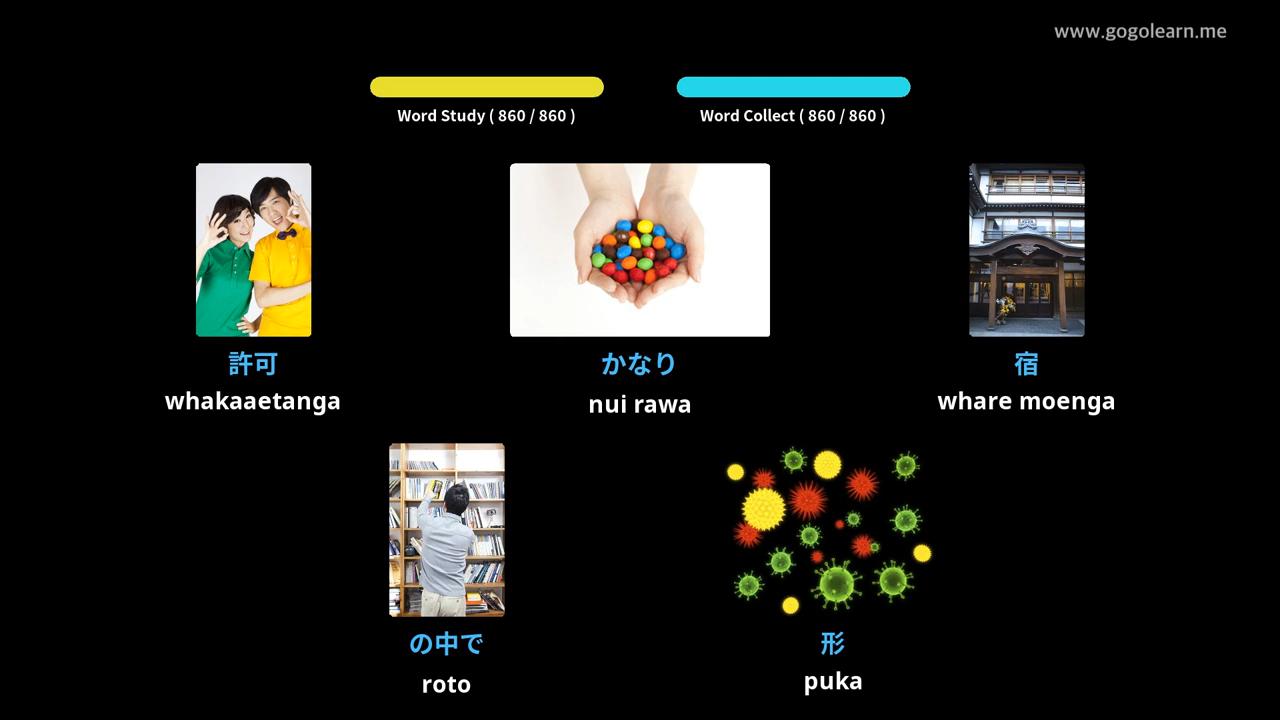 www.gogolearn.me
Word Study ( 860 / 860 )
Word Collect ( 860 / 860 )
許可
whakaaetanga
かなり
nui rawa
宿
whare moenga
の中で
roto
形
puka